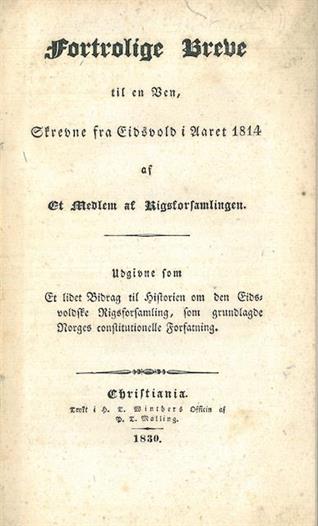 Fortrolige Breve
til en Ven,
Skrevne fra Eidsvold i Aaret 1814
af
Et Medlem af Rigsforsamlingen.
Udgivne som
Et lidet Bidrag til Historien om den Eids-
voldske Rigsforsamling, som grundlagde
Norges constitutionelle Forfatning.
Christiania.
Trykt i H. T. Winthers Officin af
P. T. Malling.
1830.